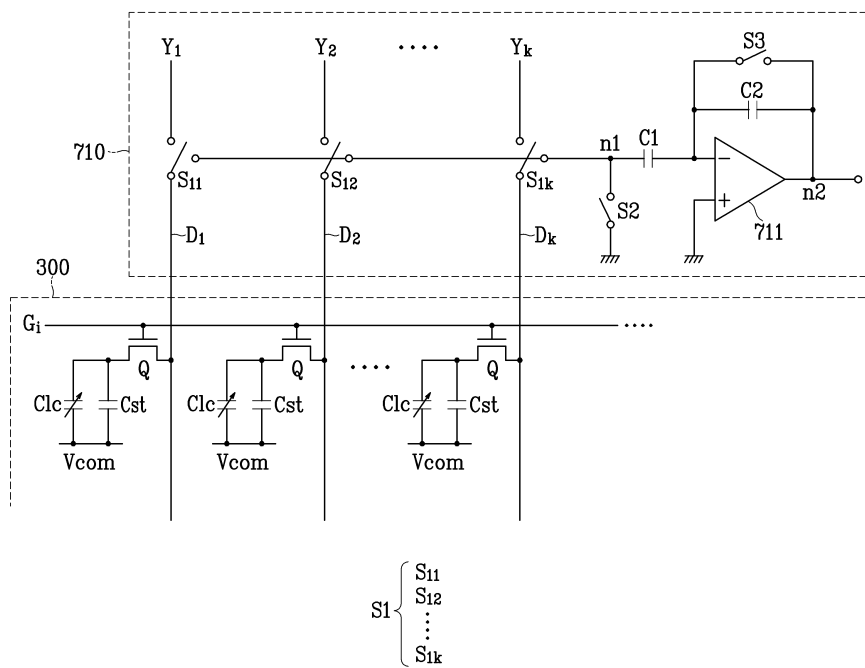 Y1 Y2 .... Yk
S3
C2
710
S11 S12 S1k
n1 C1
S2
− +
711
n2
D1 D2 Dk
300
Gi ....
Q Q .... Q
Clc Cst Clc Cst Clc Cst
Vcom Vcom Vcom
S1 { S11
S12
⋮
S1k